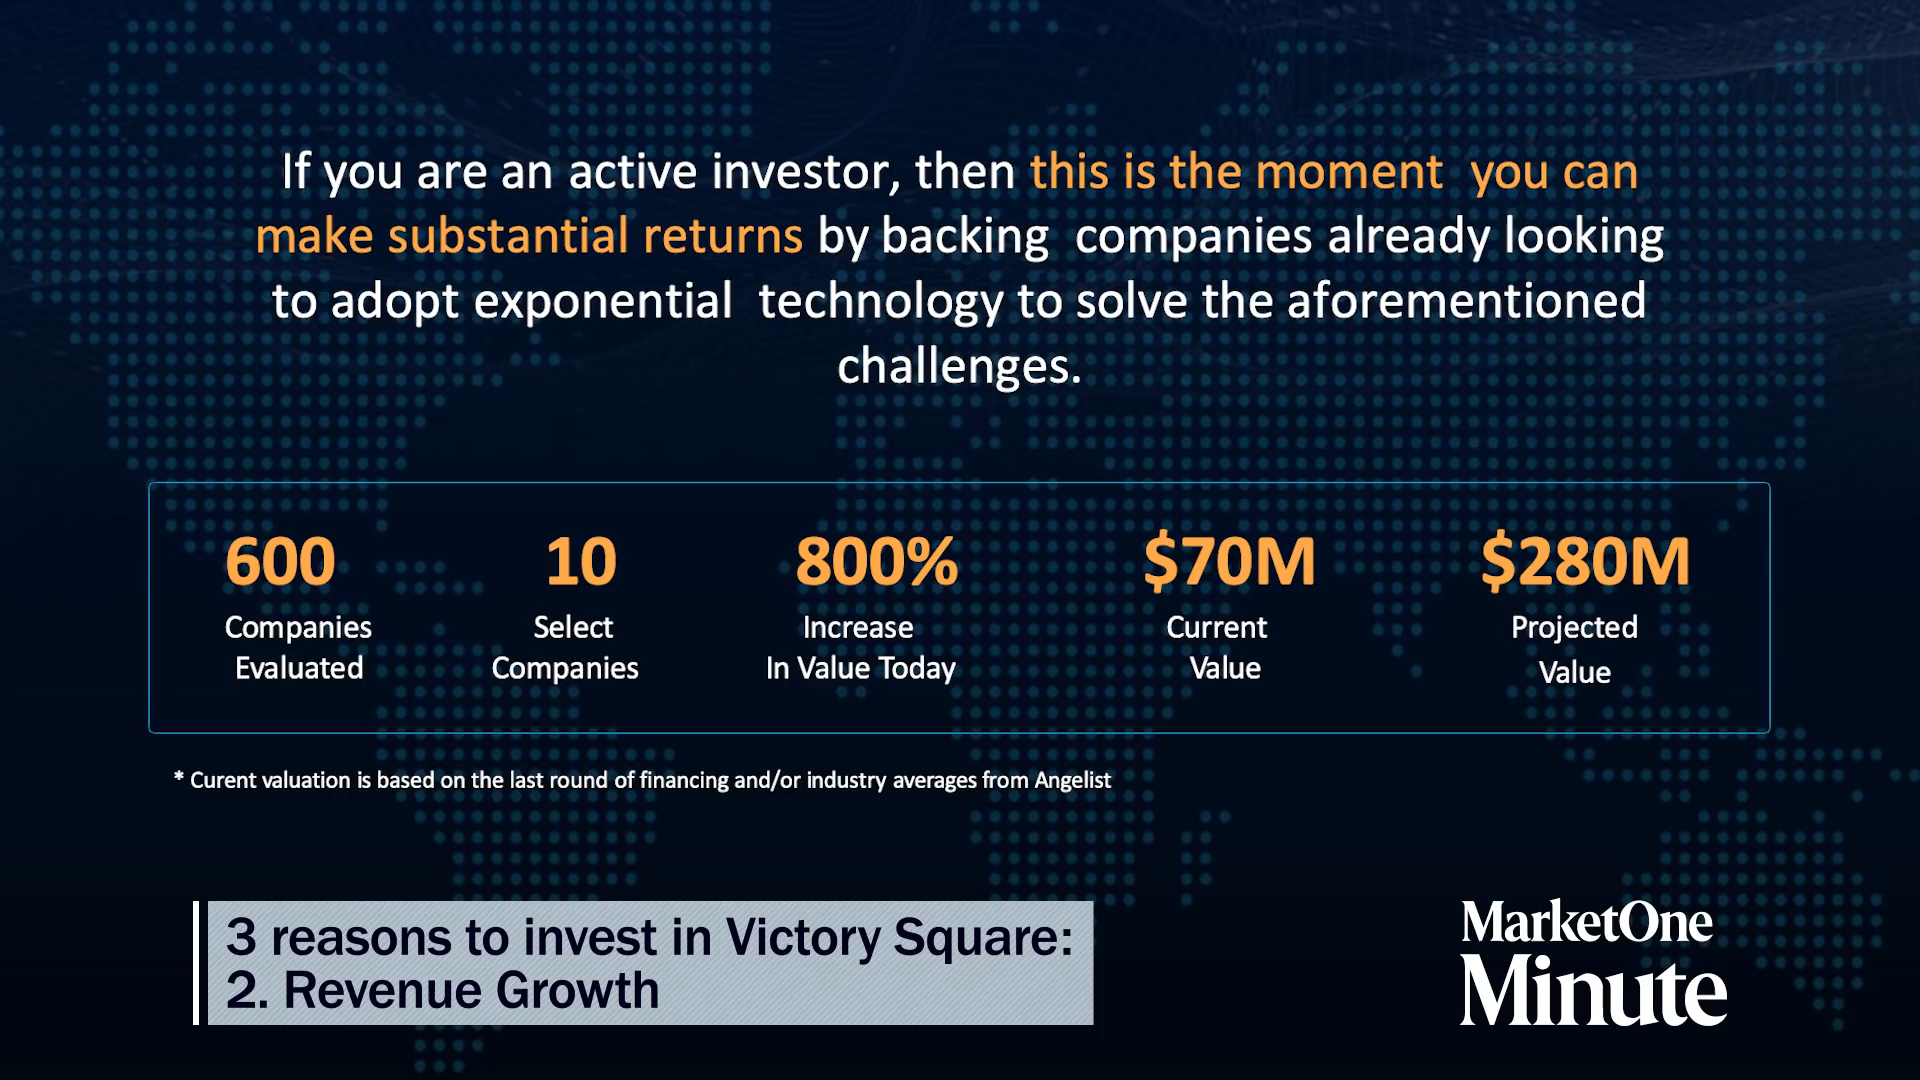 If you are an active investor, then this is the moment  you can
make substantial returns by backing  companies already looking
to adopt exponential  technology to solve the aforementioned
challenges.
600
Companies
Evaluated
10
Select
Companies
800%
Increase
In Value Today
$70M
Current
Value
$280M
Projected
Value
* Curent valuation is based on the last round of financing and/or industry averages from Angelist
3 reasons to invest in Victory Square:
2. Revenue Growth
MarketOne
Minute